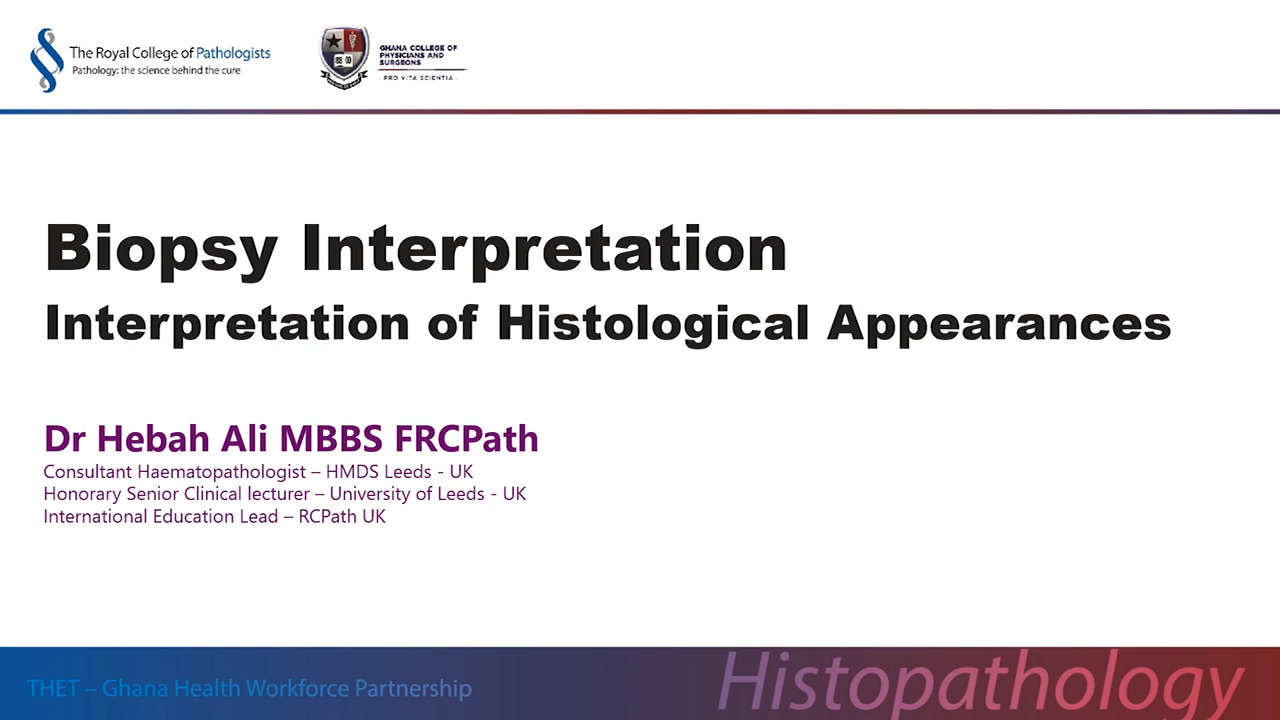 The Royal College of Pathologists
Pathology: the science behind the cure
GHANA COLLEGE OF
PHYSICIANS AND
SURGEONS
. PRO VITA SCIENTIA .
Biopsy Interpretation
Interpretation of Histological Appearances
Dr Hebah Ali MBBS FRCPath
Consultant Haematopathologist – HMDS Leeds - UK
Honorary Senior Clinical lecturer – University of Leeds - UK
International Education Lead – RCPath UK
THET – Ghana Health Workforce Partnership
Histopathology